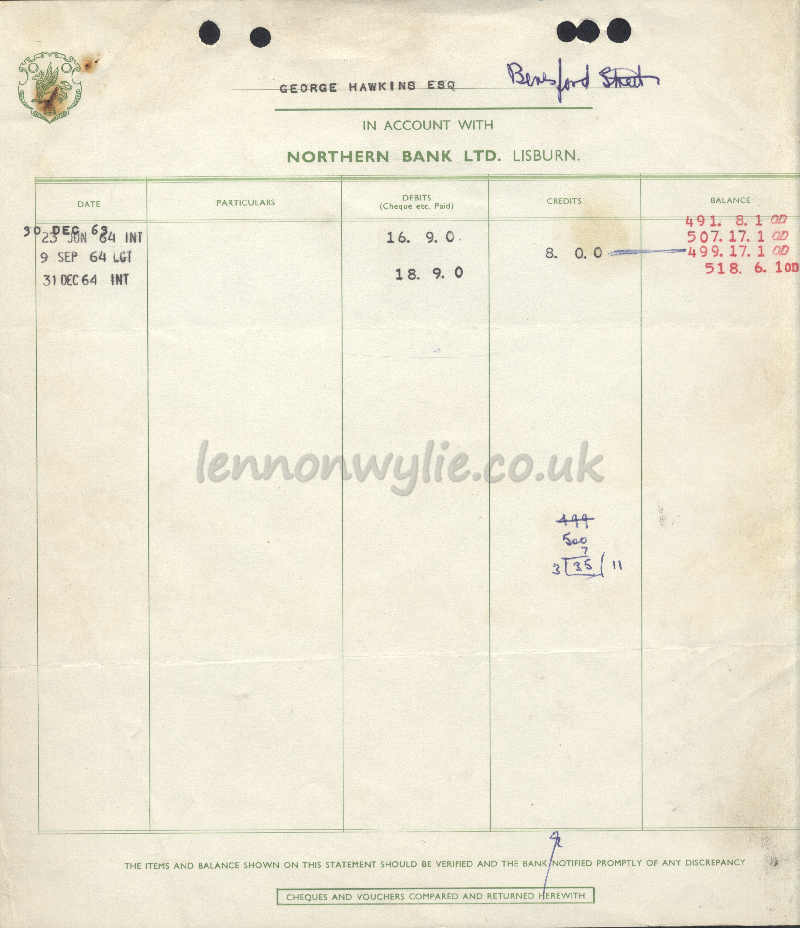 GEORGE HAWKINS ESQ Beresford Street
IN ACCOUNT WITH
NORTHERN BANK LTD. LISBURN.
DATE PARTICULARS DEBITS (Cheque etc. Paid) CREDITS BALANCE
30 DEC 63 491. 8. 1 OD
23 JUN 64 INT 16. 9. 0 507. 17. 1 OD
9 SEP 64 LGT 8. 0. 0 499. 17. 1 OD
31 DEC 64 INT 18. 9. 0 518. 6. 1 OD
lennonwylie.co.uk
499
500
7
3 35 11
THE ITEMS AND BALANCE SHOWN ON THIS STATEMENT SHOULD BE VERIFIED AND THE BANK NOTIFIED PROMPTLY OF ANY DISCREPANCY
CHEQUES AND VOUCHERS COMPARED AND RETURNED HEREWITH